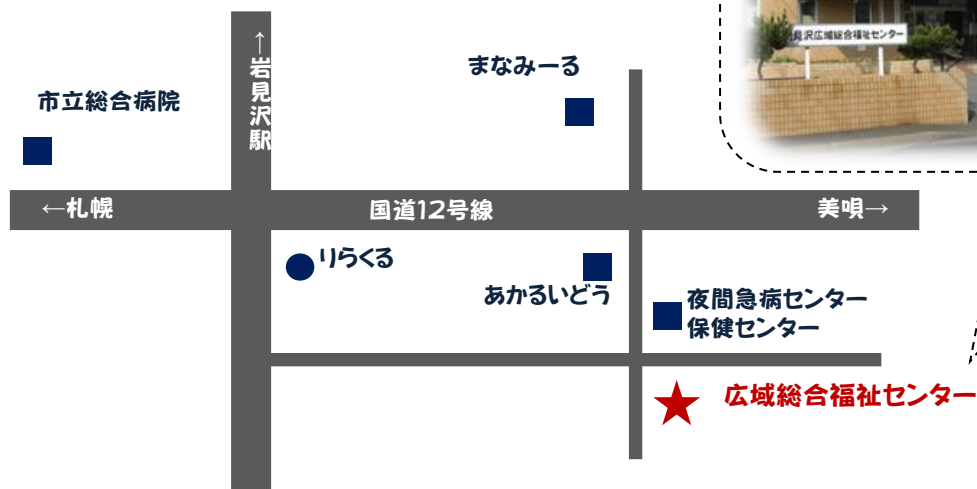 見沢広域総合福祉センター
↑岩見沢駅
まなみーる
市立総合病院
←札幌
国道12号線
美唄→
りらくる
あかるいどう
夜間急病センター
保健センター
広域総合福祉センター